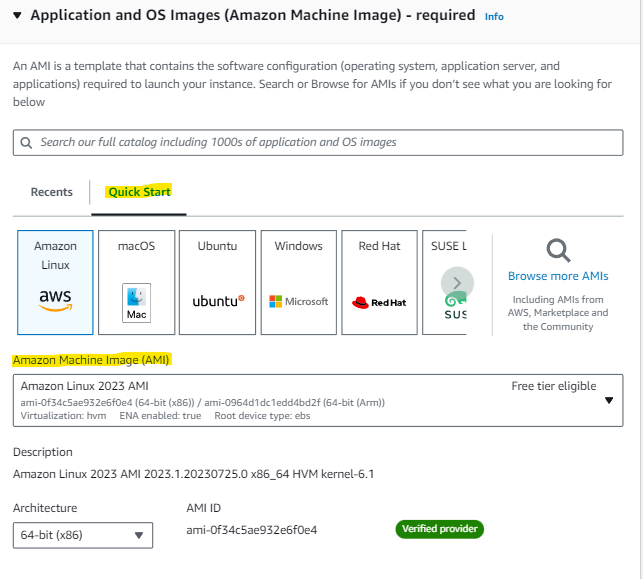 Application and OS Images (Amazon Machine Image) - required Info
An AMI is a template that contains the software configuration (operating system, application server, and
applications) required to launch your instance. Search or Browse for AMIs if you don't see what you are looking for
below
Search our full catalog including 1000s of application and OS images
Recents
Quick Start
Amazon
Linux
aws
macOS
Mac
Ubuntu
ubuntu
Windows
Microsoft
Red Hat
Red Hat
SUSE L
SUS
Browse more AMIs
Including AMIs from
AWS, Marketplace and
the Community
Amazon Machine Image (AMI)
Amazon Linux 2023 AMI
Free tier eligible
ami-0f34c5ae932e6f0e4 (64-bit (x86)) / ami-0964d1dc1edd4bd2f (64-bit (Arm))
Virtualization: hvm ENA enabled: true Root device type: ebs
Description
Amazon Linux 2023 AMI 2023.1.20230725.0 x86_64 HVM kernel-6.1
Architecture
AMI ID
64-bit (x86)
ami-0f34c5ae932e6f0e4
Verified provider